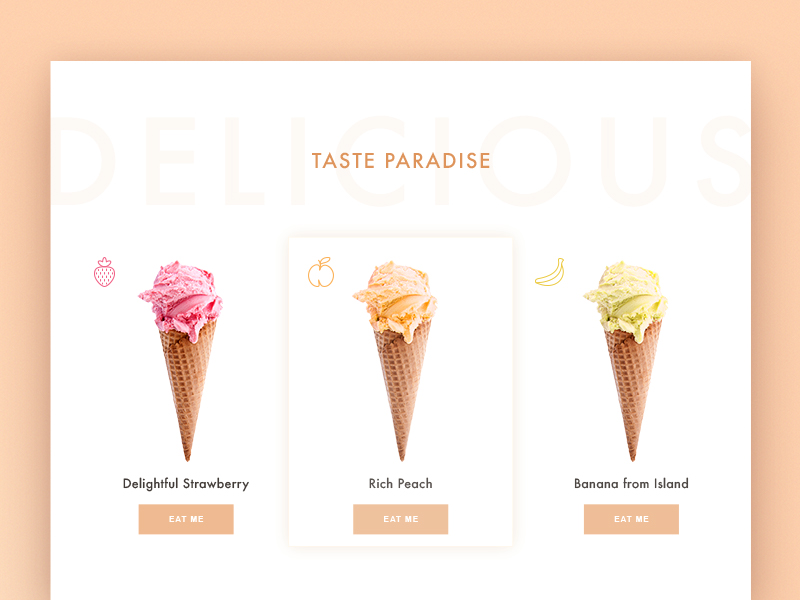 DELICIOUS
TASTE PARADISE
Delightful Strawberry
Rich Peach
Banana from Island
EAT ME
EAT ME
EAT ME